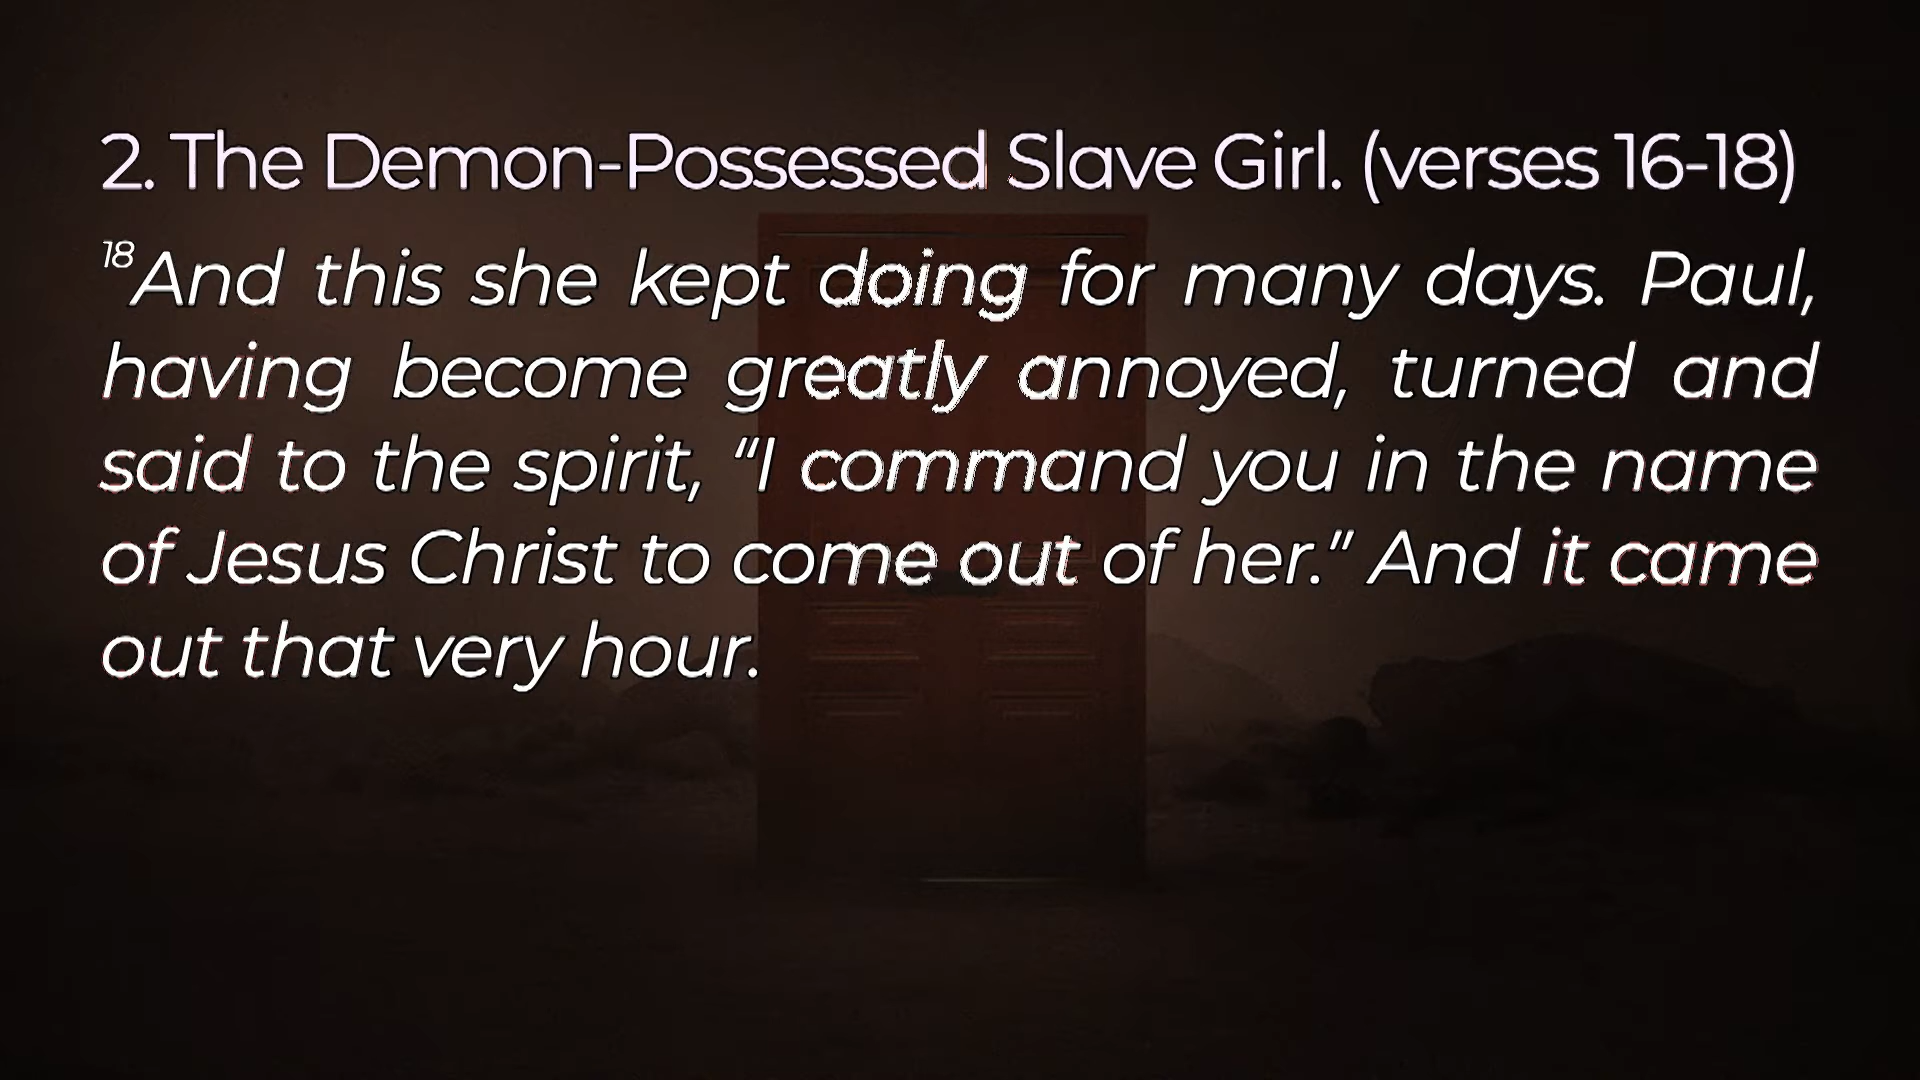 2. The Demon-Possessed Slave Girl. (verses 16-18)
18And this she kept doing for many days. Paul,
having become greatly annoyed, turned and
said to the spirit, “I command you in the name
of Jesus Christ to come out of her.” And it came
out that very hour.